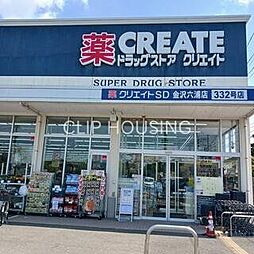 薬 CREATE
ドラッグストア クリエイト
SUPER DRUG STORE
薬 クリエイトSD 金沢六浦店 332号店
CLIP HOUSING